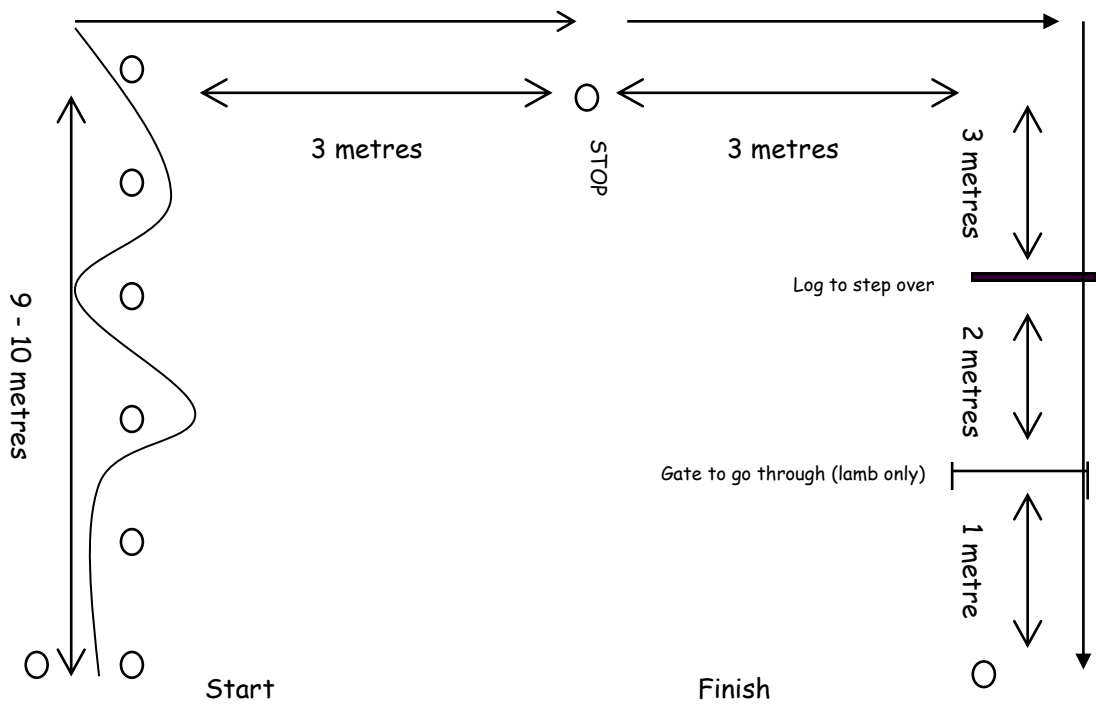 3 metres
3 metres
STOP
3 metres
Log to step over
9 - 10 metres
2 metres
Gate to go through (lamb only)
1 metre
Start
Finish